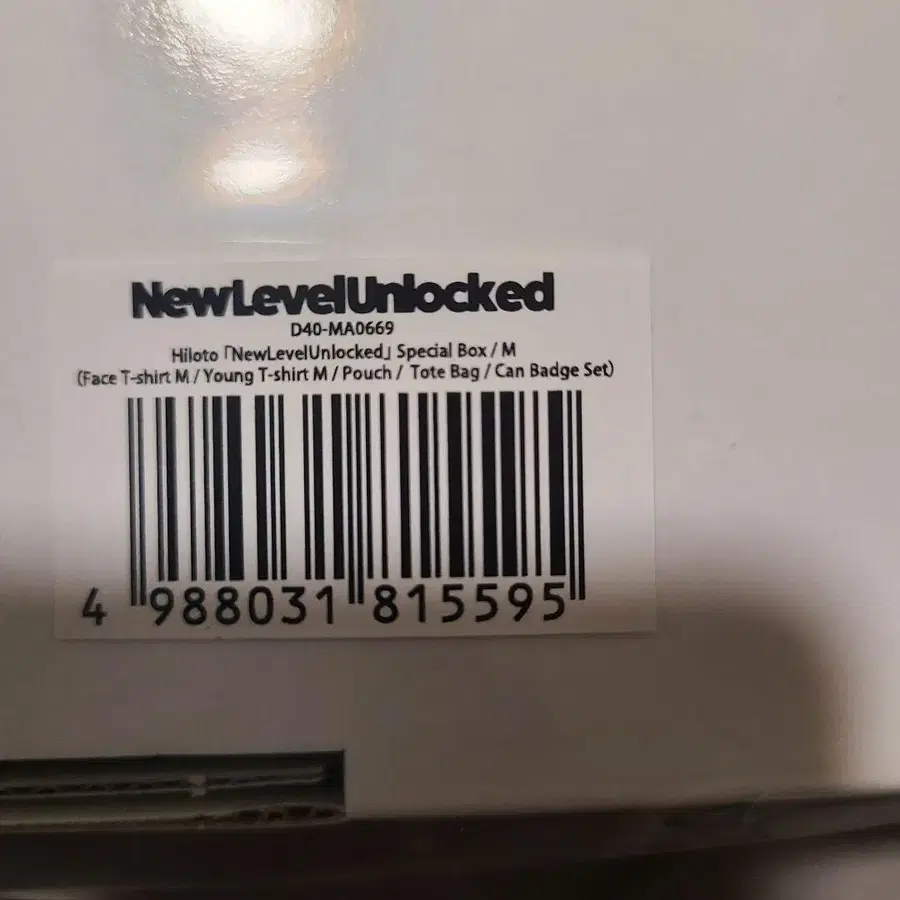 NewLevelUnlocked
D40-MA0669
Hiloto「NewLevelUnlocked」Special Box / M
(Face T-shirt M / Young T-shirt M / Pouch / Tote Bag / Can Badge Set)
4 988031 815595